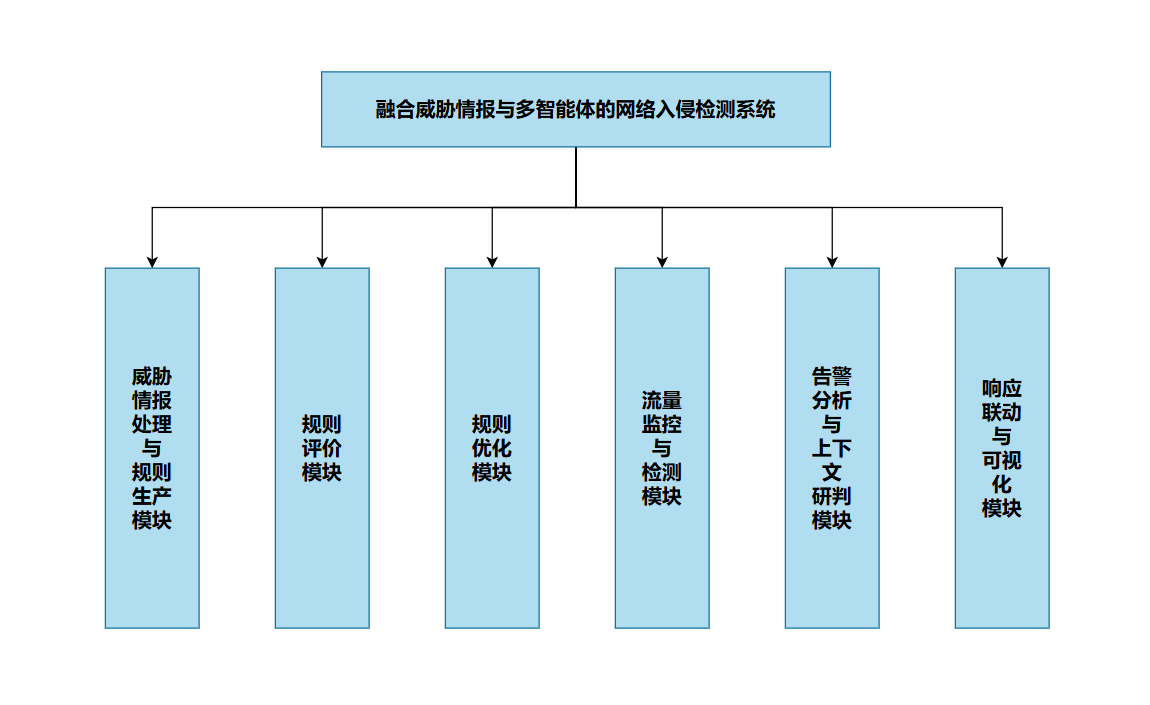 融合威胁情报与多智能体的网络入侵检测系统
威胁
情报
处理
与
规则
生产
模块
规则
评价
模块
规则
优化
模块
流量
监控
与
检测
模块
告警
分析
与
上下
文
研判
模块
响应
联动
与
可视
化
模块